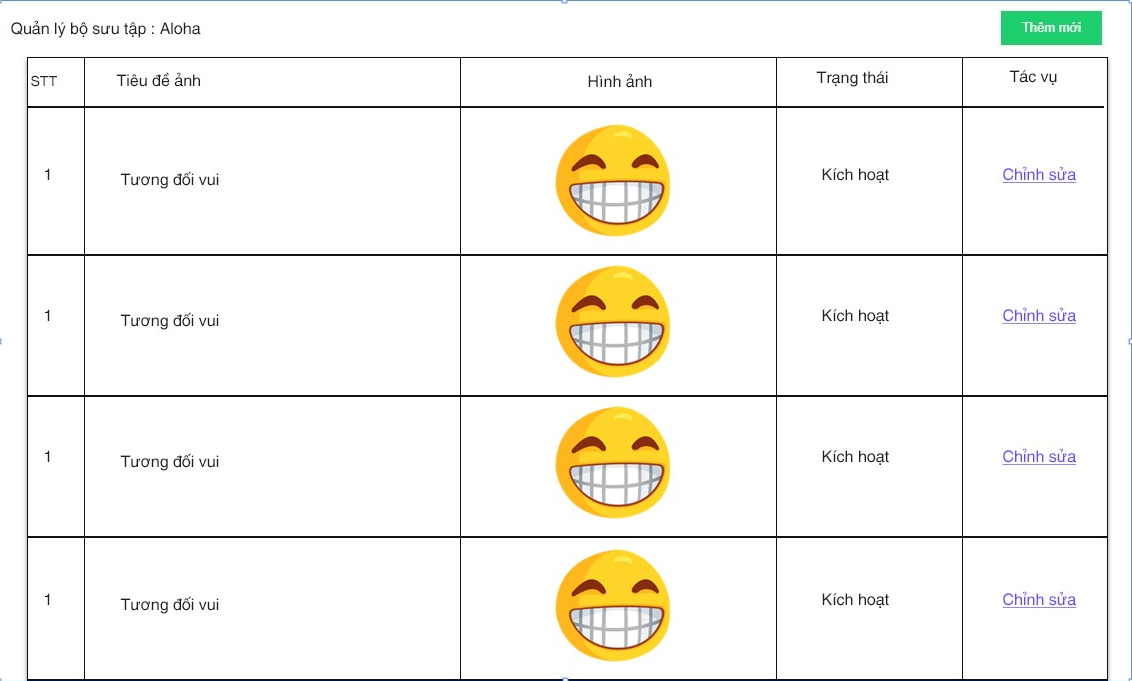 Quản lý bộ sưu tập : Aloha
Thêm mới
STT Tiêu đề ảnh Hình ảnh Trạng thái Tác vụ
1 Tương đối vui Kích hoạt Chỉnh sửa
1 Tương đối vui Kích hoạt Chỉnh sửa
1 Tương đối vui Kích hoạt Chỉnh sửa
1 Tương đối vui Kích hoạt Chỉnh sửa